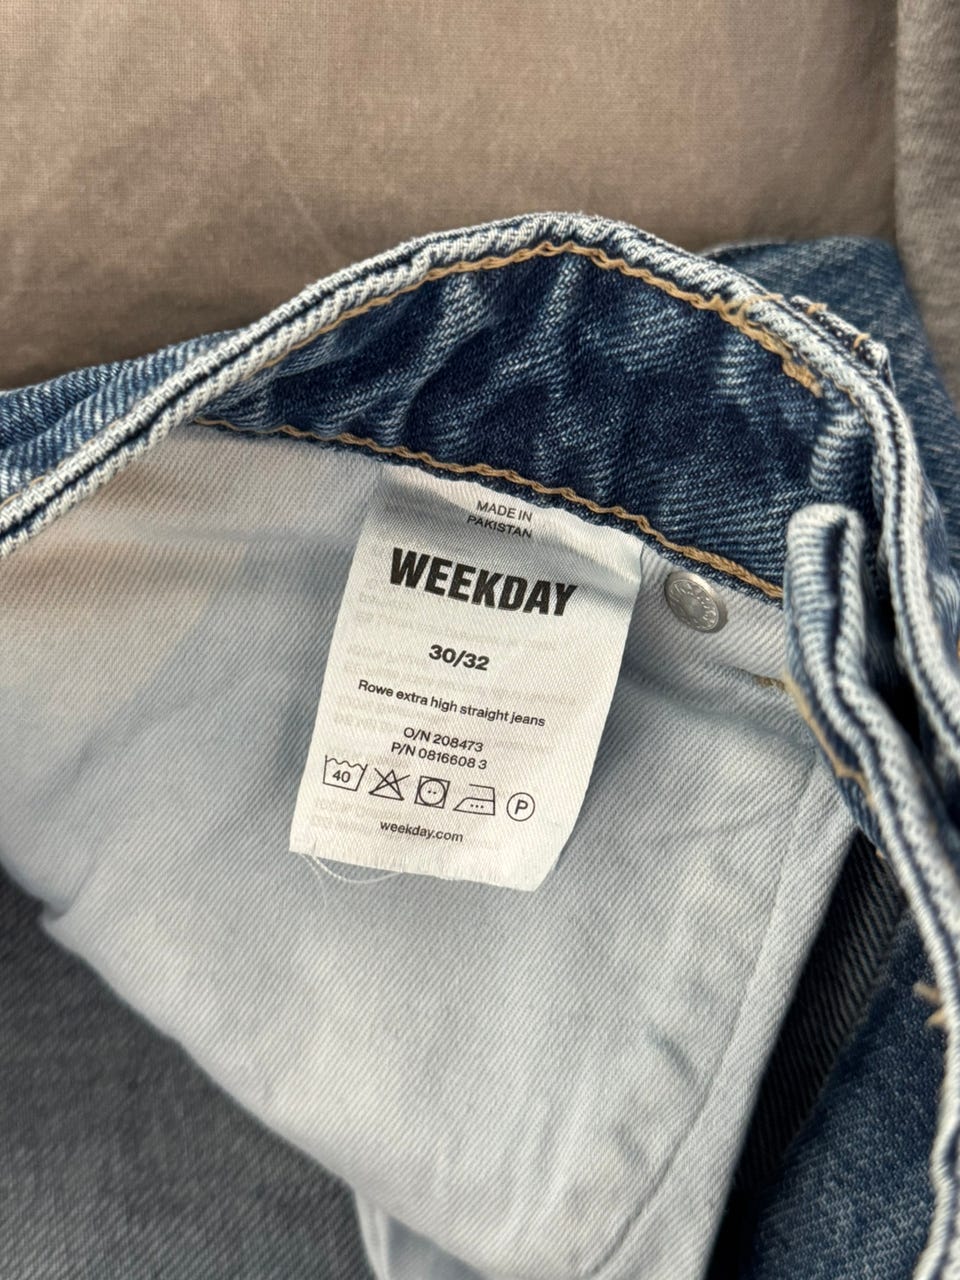 MADE IN
PAKISTAN
WEEKDAY
30/32
Rowe extra high straight jeans
O/N 208473
P/N 0816608 3
40
P
weekday.com